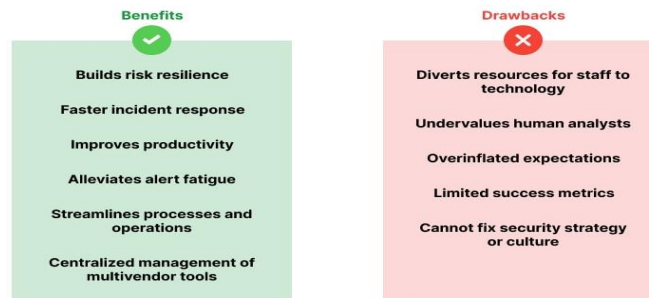 Benefits
Builds risk resilience
Faster incident response
Improves productivity
Alleviates alert fatigue
Streamlines processes and
operations
Centralized management of
multivendor tools
Drawbacks
Diverts resources for staff to
technology
Undervalues human analysts
Overinflated expectations
Limited success metrics
Cannot fix security strategy
or culture